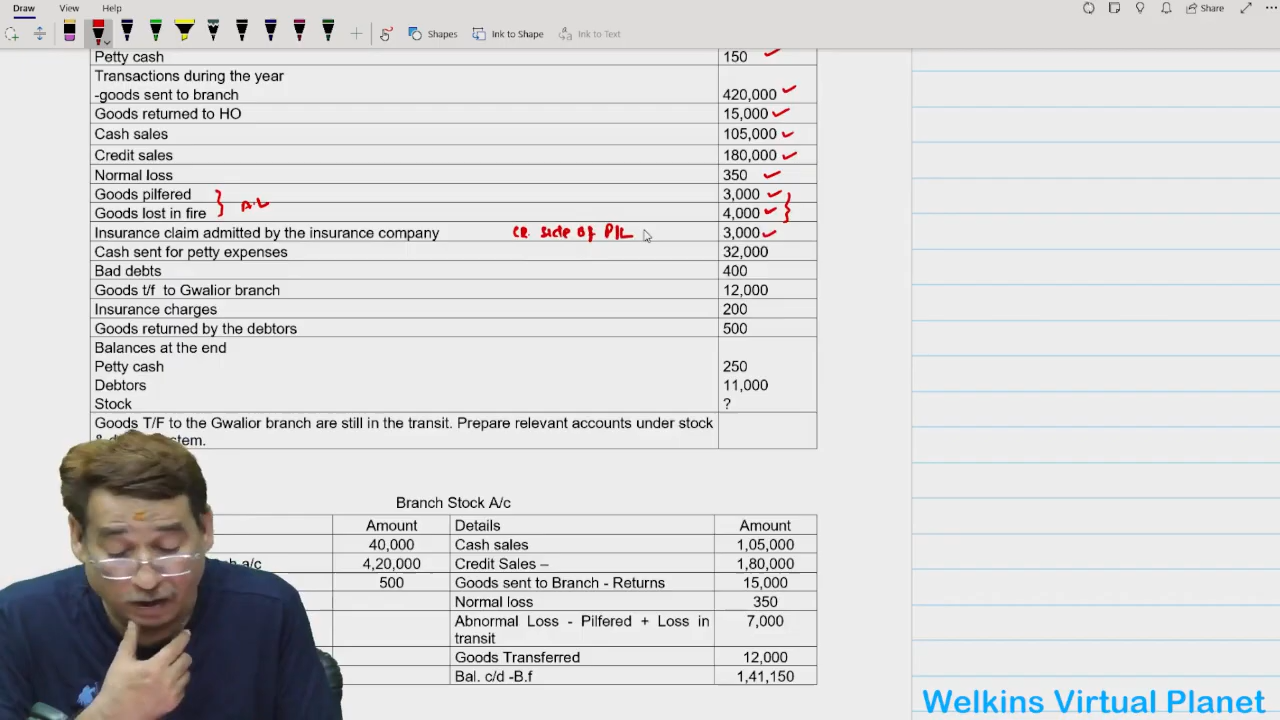 Draw View Help
Shapes Ink to Shape Ink to Text Share
Petty cash 150
Transactions during the year
-goods sent to branch 420,000
Goods returned to HO 15,000
Cash sales 105,000
Credit sales 180,000
Normal loss 350
Goods pilfered 3,000
A.L
Goods lost in fire 4,000
Insurance claim admitted by the insurance company CR side of P/L 3,000
Cash sent for petty expenses 32,000
Bad debts 400
Goods t/f to Gwalior branch 12,000
Insurance charges 200
Goods returned by the debtors 500
Balances at the end
Petty cash 250
Debtors 11,000
Stock ?
Goods T/F to the Gwalior branch are still in the transit. Prepare relevant accounts under stock
Branch Stock A/c
Amount Details Amount
40,000 Cash sales 1,05,000
a/c 4,20,000 Credit Sales – 1,80,000
500 Goods sent to Branch - Returns 15,000
Normal loss 350
Abnormal Loss - Pilfered + Loss in 7,000
transit
Goods Transferred 12,000
Bal. c/d -B.f 1,41,150
Welkins Virtual Planet